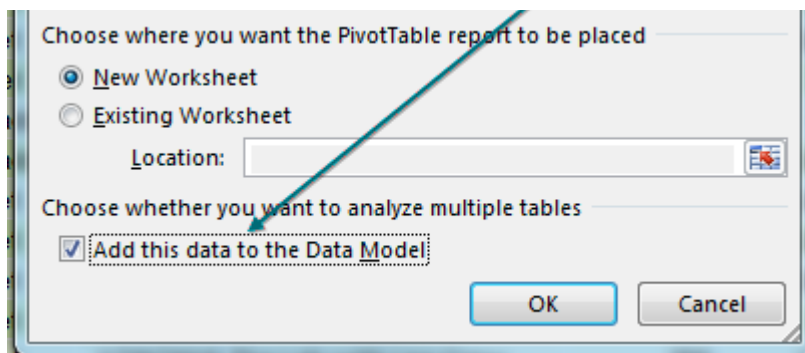 Choose where you want the PivotTable report to be placed
New Worksheet
Existing Worksheet
Location:
Choose whether you want to analyze multiple tables
Add this data to the Data Model
OK Cancel